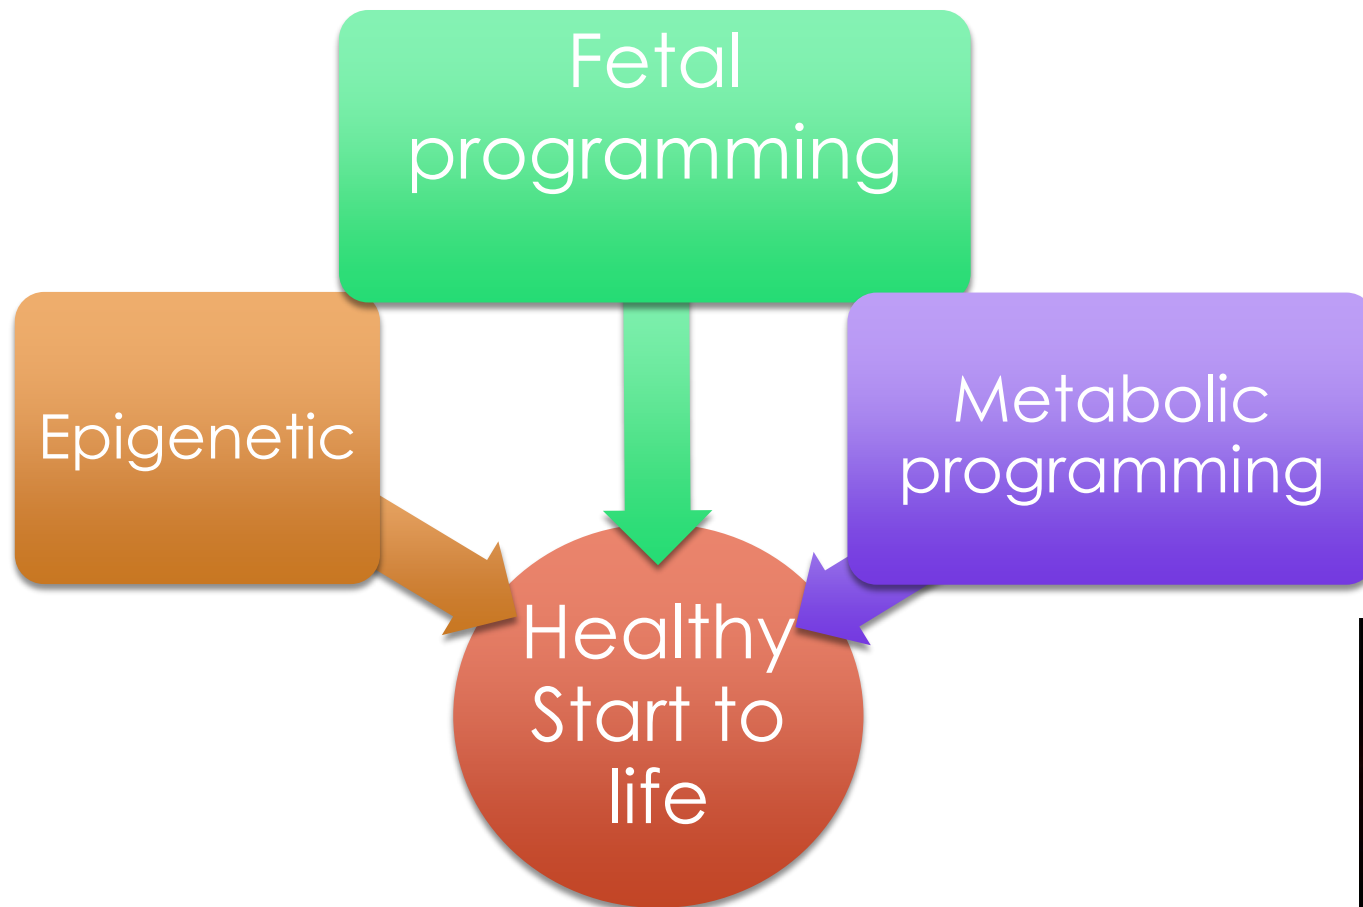 Fetal
programming
Epigenetic
Metabolic
programming
Healthy
Start to
life